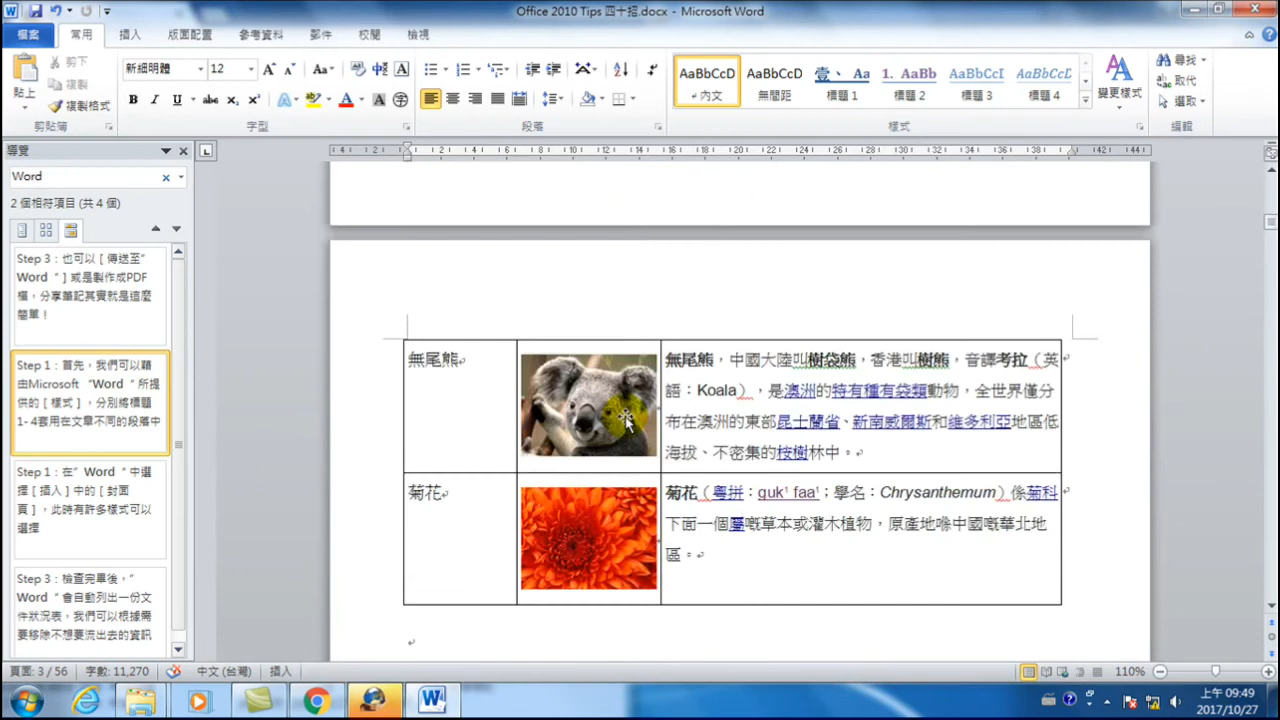 Office 2010 Tips 四十招.docx - Microsoft Word
檔案 常用 插入 版面配置 參考資料 郵件 校閱 檢視
貼上 剪下 複製 複製格式
新細明體 12
AaBbCcD AaBbCcD 壹、Aa 1. AaBb AaBbCcI AaBbCcL
內文 無間距 標題 1 標題 2 標題 3 標題 4 變更樣式
尋找 取代 選取
剪貼簿 字型 段落 樣式 編輯
導覽
Word
2 個相符項目 (共 4 個)
Step 3：也可以 [ 傳送至"
Word " ] 或是製作成PDF
檔，分享筆記其實就是這麼
簡單！
Step 1：首先，我們可以藉
由Microsoft "Word " 所提
供的 [ 樣式 ]，分別將標題
1- 4套用在文章不同的段落中
Step 1：在" Word " 中選
擇 [ 插入 ] 中的 [ 封面
頁 ]，此時有許多樣式可以
選擇
Step 3：檢查完畢後，"
Word " 會自動列出一份文
件狀況表，我們可以根據需
要移除不想要流出去的資訊
無尾熊
無尾熊，中國大陸叫樹袋熊，香港叫樹熊，音譯考拉（英
語：Koala），是澳洲的特有種有袋類動物，全世界僅分
布在澳洲的東部昆士蘭省、新南威爾斯和維多利亞地區低
海拔、不密集的桉樹林中。
菊花
菊花（粵拼：guk¹ faa¹；學名：Chrysanthemum）係菊科
下面一個屬嘅草本或灌木植物，原產地喺中國嘅華北地
區。
頁面: 3 / 56 字數: 11,270 中文 (台灣) 插入 110%
上午 09:49
2017/10/27